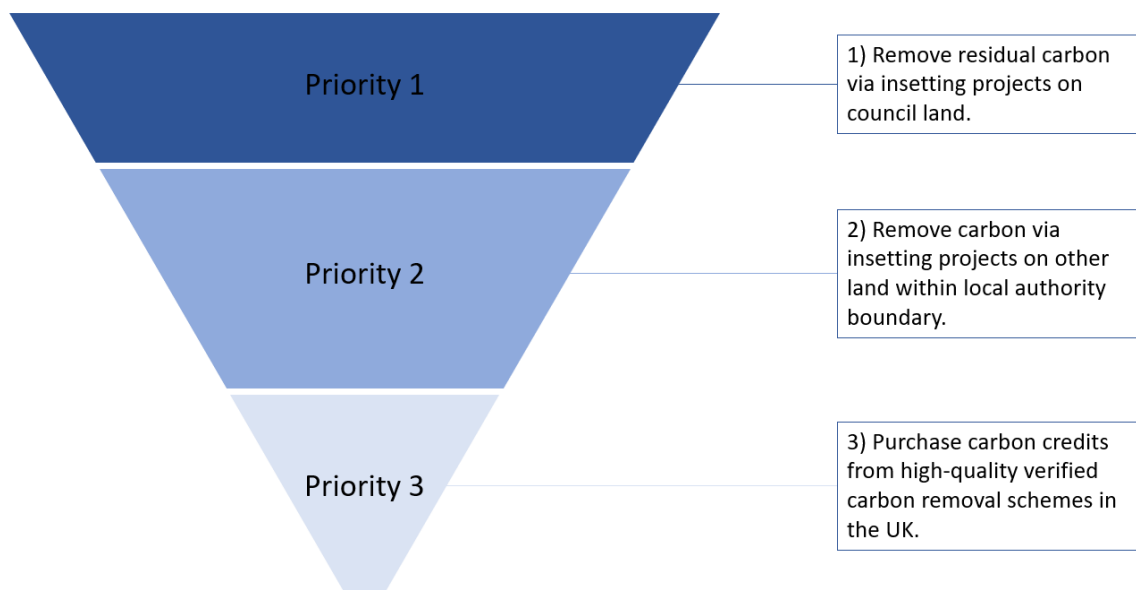 Priority 1
1) Remove residual carbon
via insetting projects on
council land.
Priority 2
2) Remove carbon via
insetting projects on other
land within local authority
boundary.
Priority 3
3) Purchase carbon credits
from high-quality verified
carbon removal schemes in
the UK.